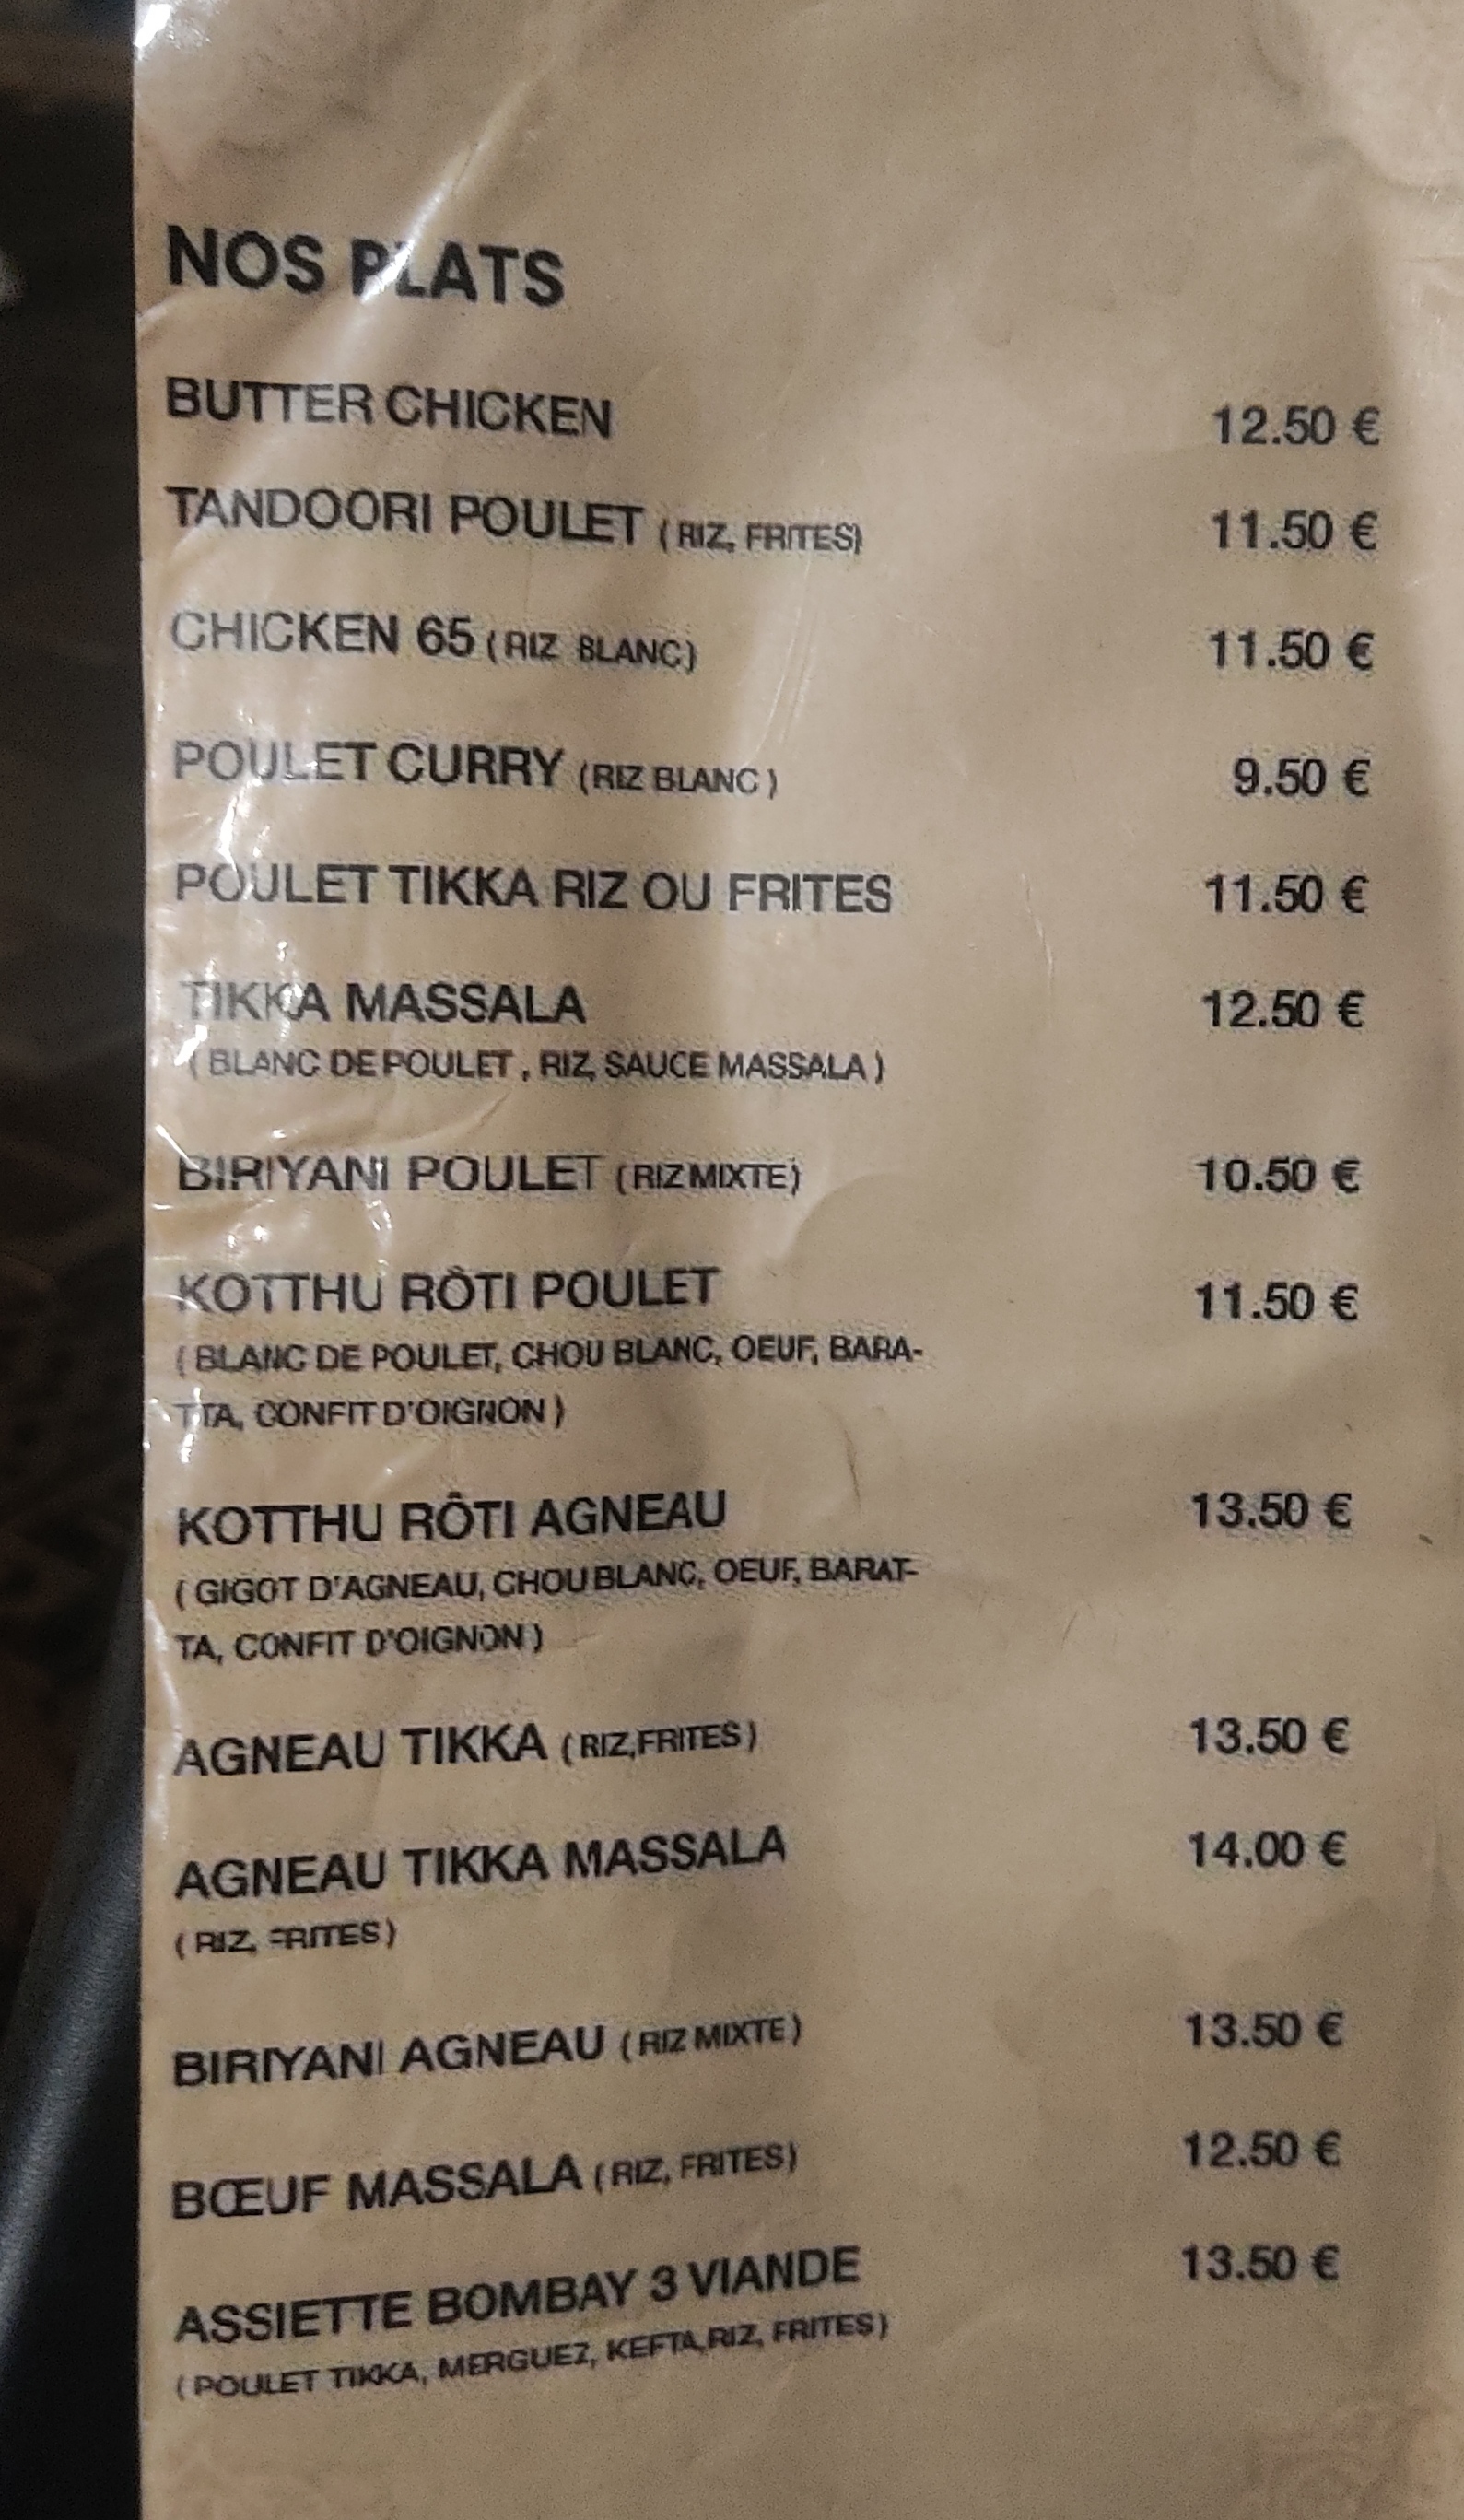 NOS PLATS
BUTTER CHICKEN 12.50 €
TANDOORI POULET ( RIZ, FRITES) 11.50 €
CHICKEN 65 ( RIZ BLANC) 11.50 €
POULET CURRY (RIZ BLANC ) 9.50 €
POULET TIKKA RIZ OU FRITES 11.50 €
TIKKA MASSALA 12.50 €
( BLANC DE POULET , RIZ, SAUCE MASSALA )
BIRIYANI POULET (RIZ MIXTE) 10.50 €
KOTTHU RÔTI POULET 11.50 €
( BLANC DE POULET, CHOU BLANC, OEUF, BARA-
TTA, CONFIT D'OIGNON )
KOTTHU RÔTI AGNEAU 13.50 €
( GIGOT D'AGNEAU, CHOU BLANC, OEUF, BARAT-
TA, CONFIT D'OIGNON )
AGNEAU TIKKA ( RIZ,FRITES ) 13.50 €
AGNEAU TIKKA MASSALA 14.00 €
( RIZ, FRITES )
BIRIYANI AGNEAU ( RIZ MIXTE ) 13.50 €
BŒUF MASSALA ( RIZ, FRITES) 12.50 €
ASSIETTE BOMBAY 3 VIANDE 13.50 €
( POULET TIKKA, MERGUEZ, KEFTA,RIZ, FRITES )